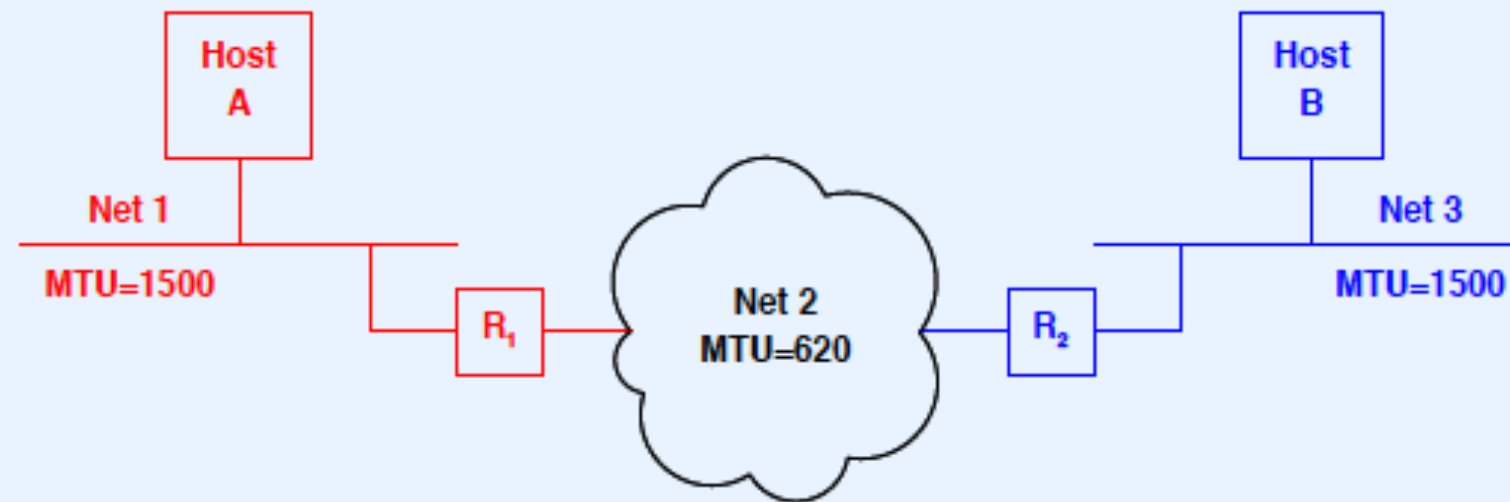 Host
A
Host
B
Net 1
Net 3
MTU=1500
MTU=1500
R₁
Net 2
MTU=620
R₂